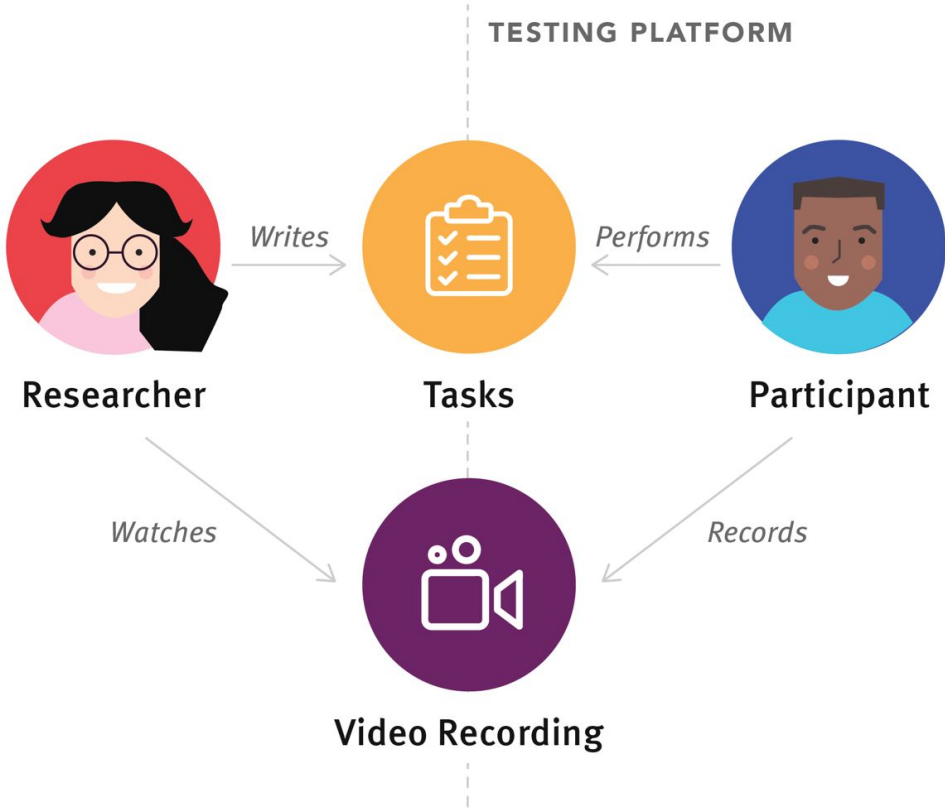 TESTING PLATFORM
Writes
Performs
Researcher
Tasks
Participant
Watches
Records
Video Recording